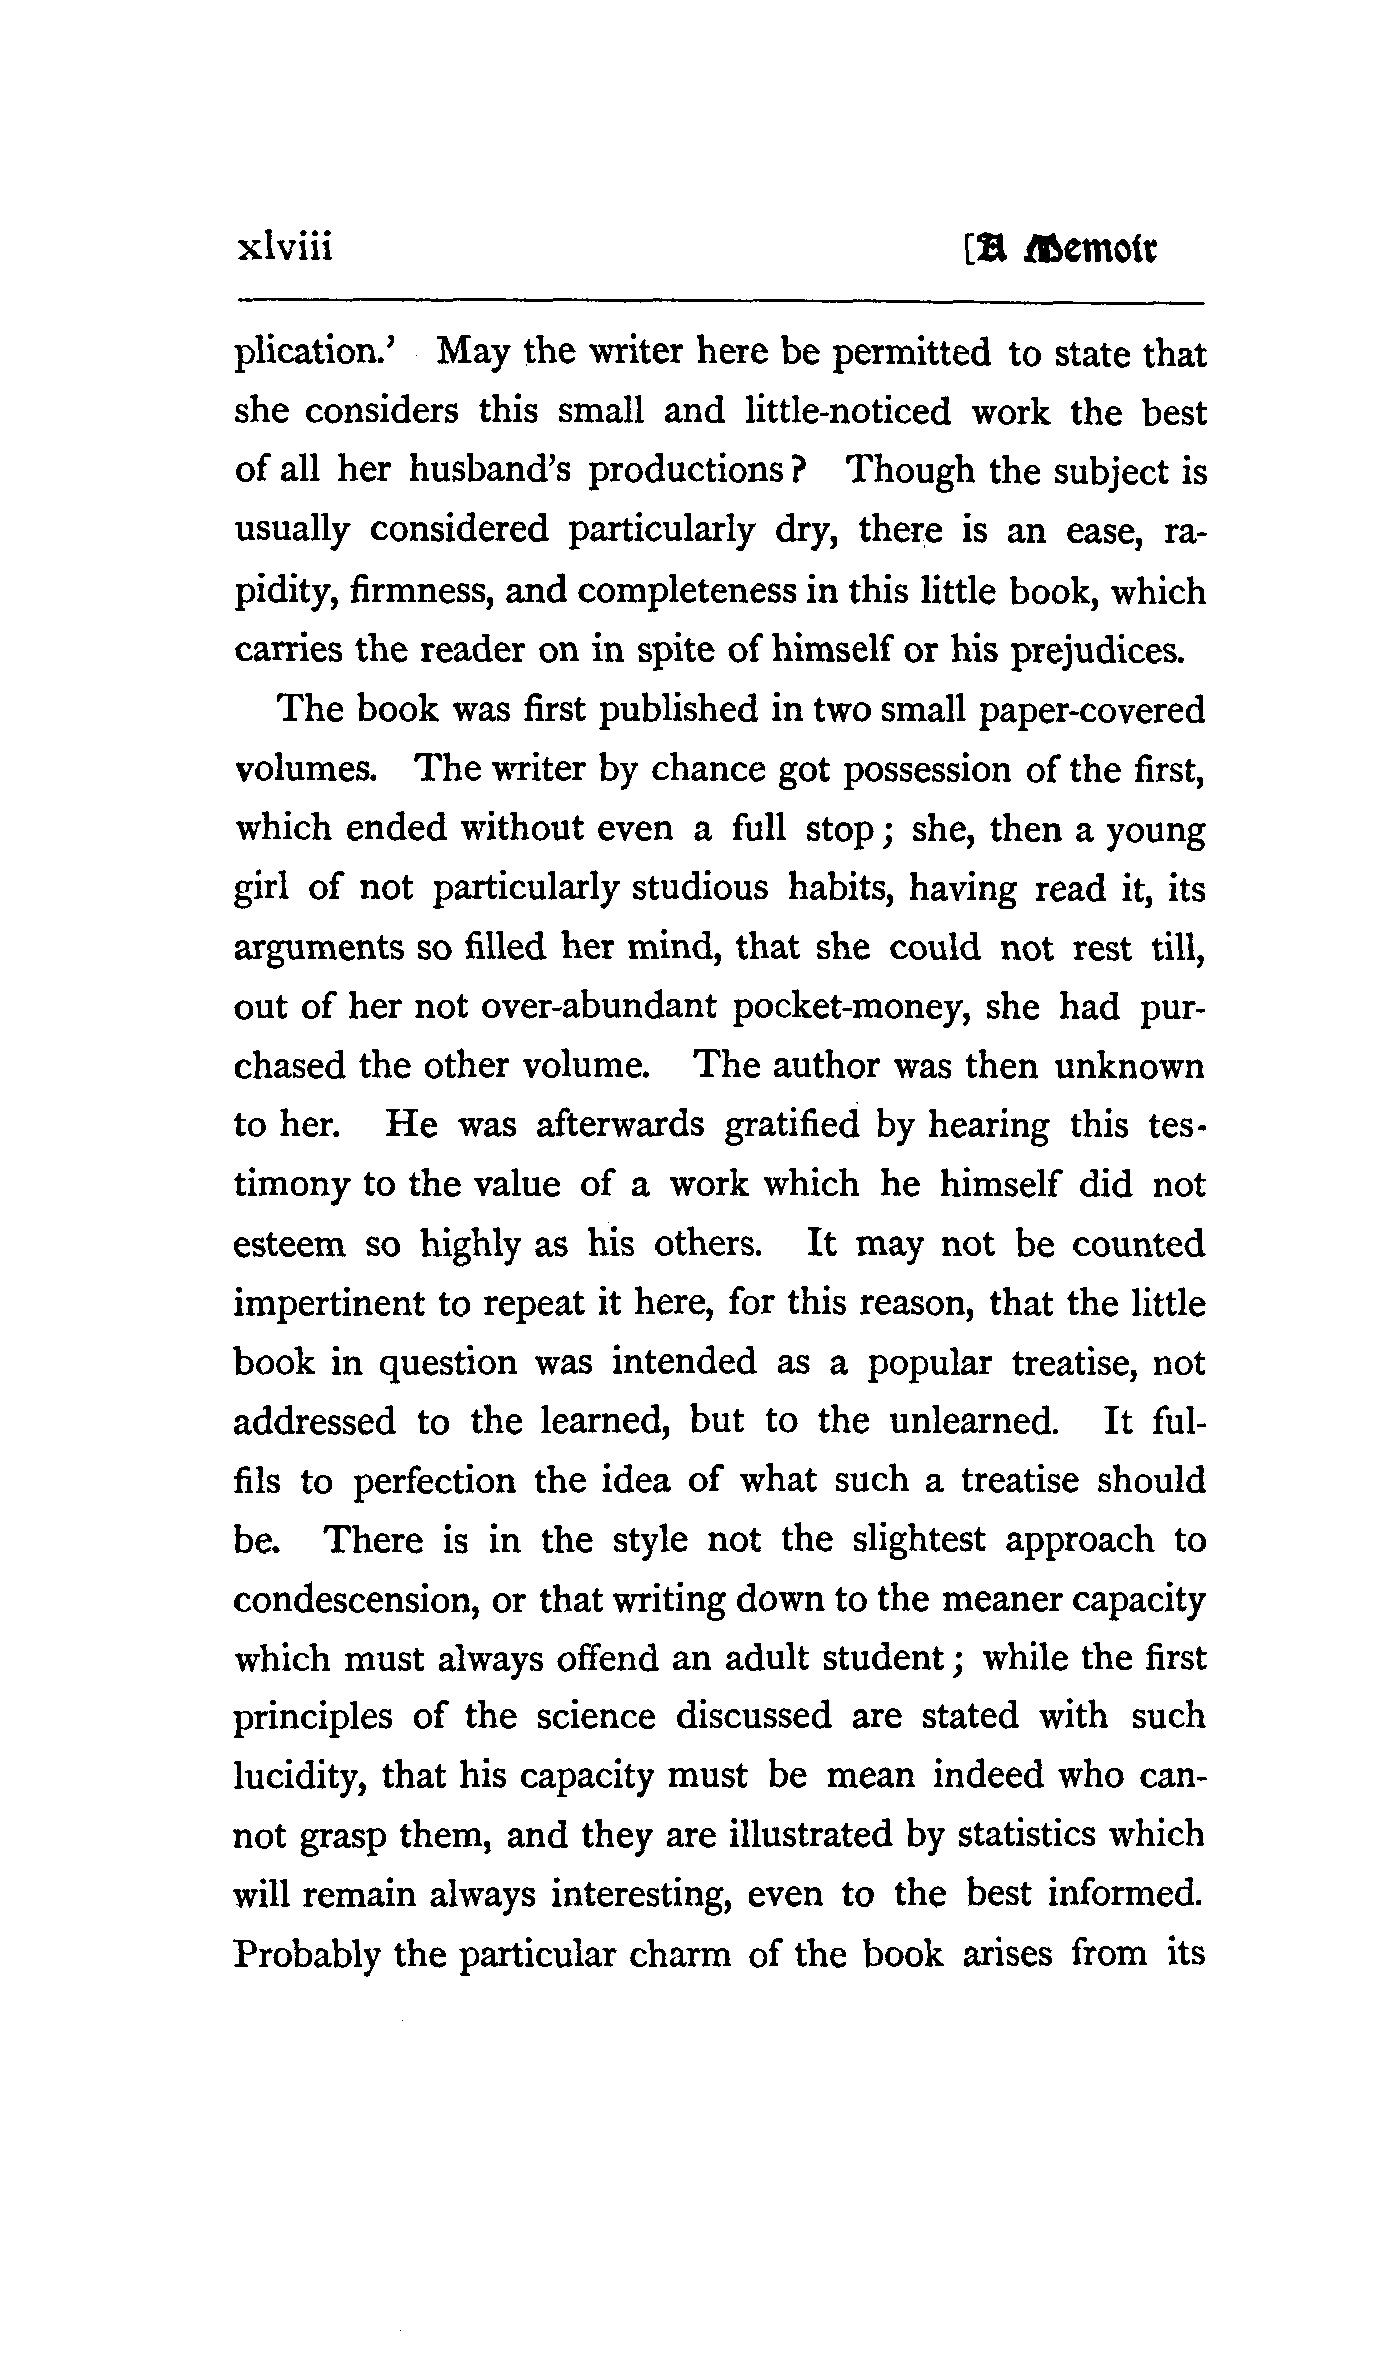 xlviii [A Memoir
plication.' May the writer here be permitted to state that
she considers this small and little-noticed work the best
of all her husband's productions? Though the subject is
usually considered particularly dry, there is an ease, ra-
pidity, firmness, and completeness in this little book, which
carries the reader on in spite of himself or his prejudices.
The book was first published in two small paper-covered
volumes. The writer by chance got possession of the first,
which ended without even a full stop; she, then a young
girl of not particularly studious habits, having read it, its
arguments so filled her mind, that she could not rest till,
out of her not over-abundant pocket-money, she had pur-
chased the other volume. The author was then unknown
to her. He was afterwards gratified by hearing this tes-
timony to the value of a work which he himself did not
esteem so highly as his others. It may not be counted
impertinent to repeat it here, for this reason, that the little
book in question was intended as a popular treatise, not
addressed to the learned, but to the unlearned. It ful-
fils to perfection the idea of what such a treatise should
be. There is in the style not the slightest approach to
condescension, or that writing down to the meaner capacity
which must always offend an adult student; while the first
principles of the science discussed are stated with such
lucidity, that his capacity must be mean indeed who can-
not grasp them, and they are illustrated by statistics which
will remain always interesting, even to the best informed.
Probably the particular charm of the book arises from its